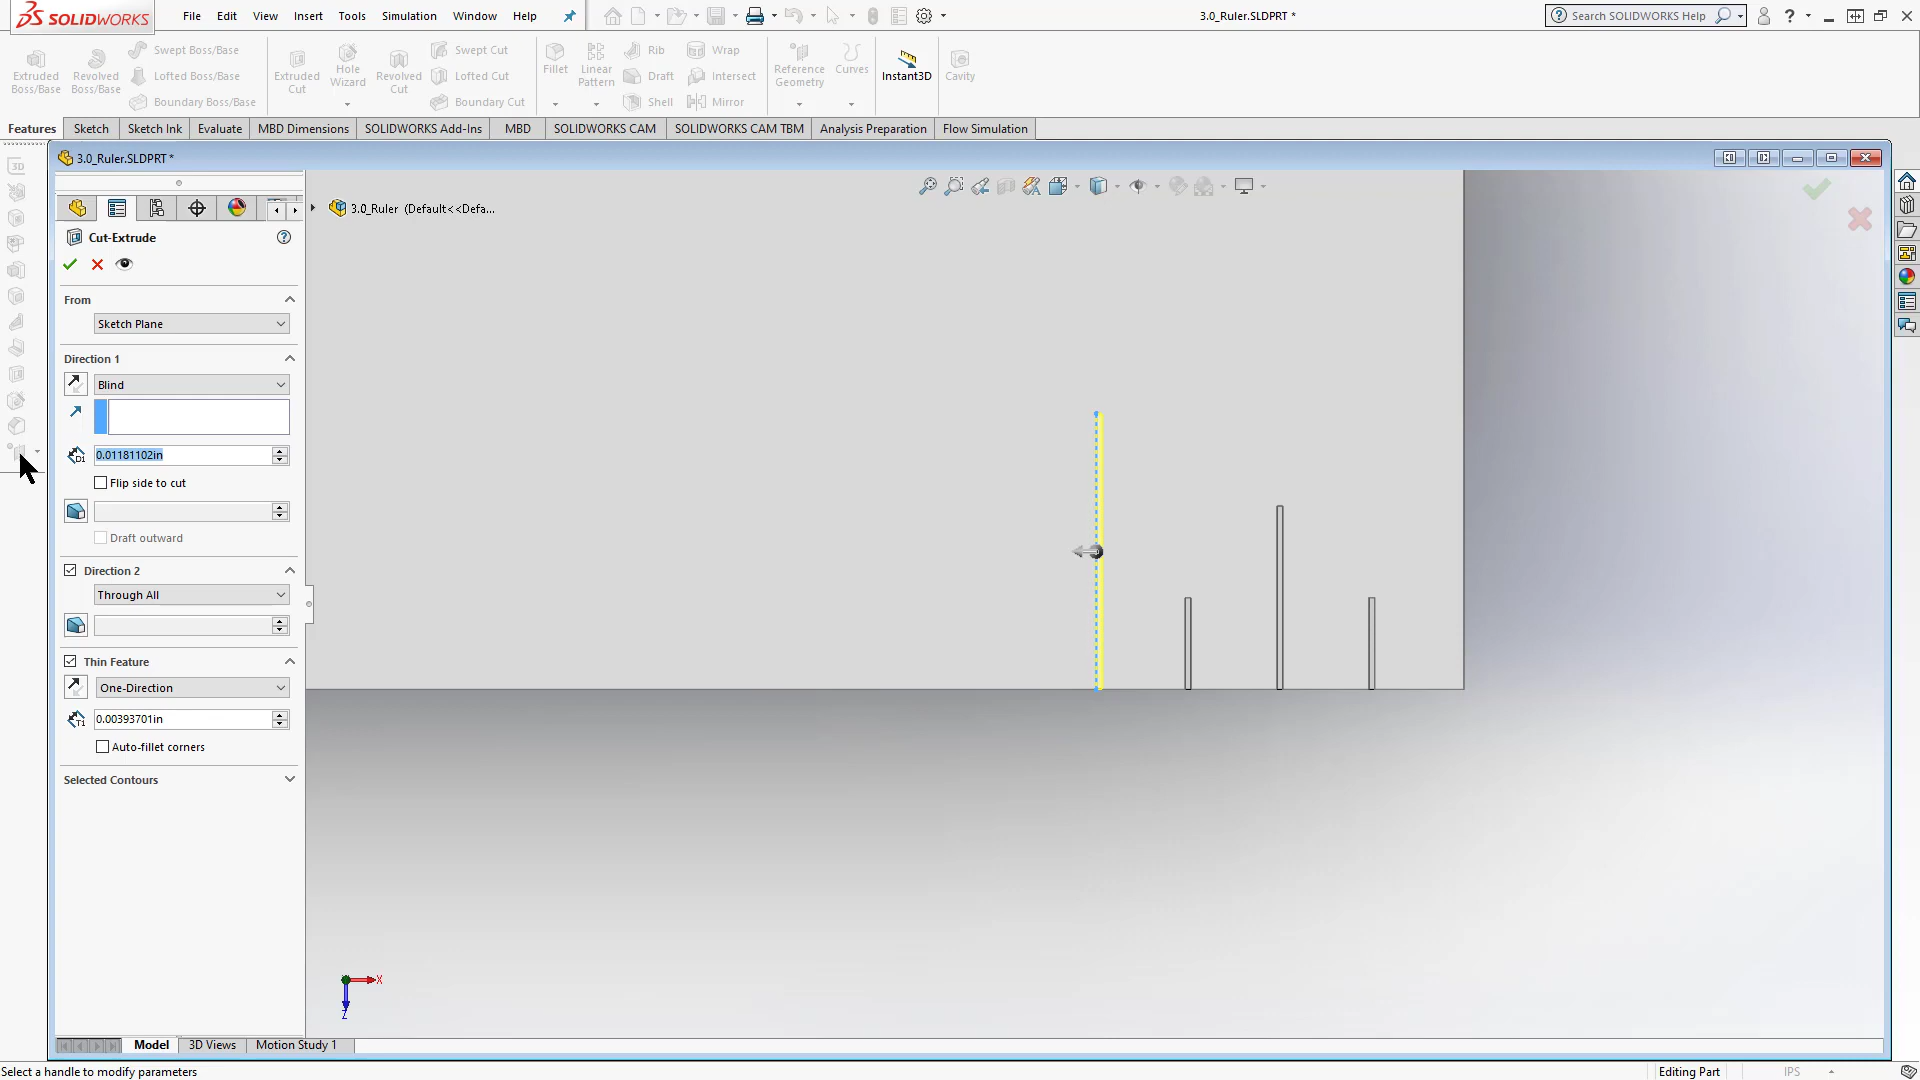 SOLIDWORKS File Edit View Insert Tools Simulation Window Help 3.0_Ruler.SLDPRT * Search SOLIDWORKS Help
Extruded Boss/Base
Revolved Boss/Base
Swept Boss/Base
Lofted Boss/Base
Boundary Boss/Base
Extruded Cut
Hole Wizard
Revolved Cut
Swept Cut
Lofted Cut
Boundary Cut
Fillet
Linear Pattern
Rib
Draft
Shell
Wrap
Intersect
Mirror
Reference Geometry
Curves
Instant3D
Cavity
Features Sketch Sketch Ink Evaluate MBD Dimensions SOLIDWORKS Add-Ins MBD SOLIDWORKS CAM SOLIDWORKS CAM TBM Analysis Preparation Flow Simulation
3D
3.0_Ruler.SLDPRT *
3.0_Ruler (Default<<Defa...
Cut-Extrude
From
Sketch Plane
Direction 1
Blind
D1 0.01181102in
Flip side to cut
Draft outward
Direction 2
Through All
Thin Feature
One-Direction
T1 0.00393701in
Auto-fillet corners
Selected Contours
X
Z
Model 3D Views Motion Study 1
Select a handle to modify parameters Editing Part IPS